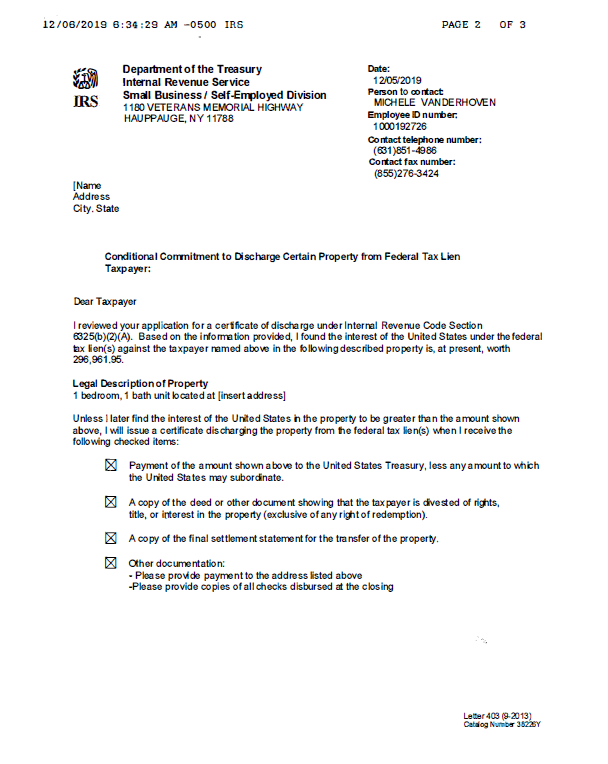 12/06/2019 6:34:29 AM -0500 IRS PAGE 2 OF 3
IRS
Department of the Treasury
Internal Revenue Service
Small Business / Self-Employed Division
1180 VETERANS MEMORIAL HIGHWAY
HAUPPAUGE, NY 11788
Date:
12/05/2019
Person to contact:
MICHELE VANDERHOVEN
Employee ID number:
1000192726
Contact telephone number:
(631)851-4986
Contact fax number:
(855)276-3424
[Name
Address
City. State
Conditional Commitment to Discharge Certain Property from Federal Tax Lien
Taxpayer:
Dear Taxpayer
I reviewed your application for a certificate of discharge under Internal Revenue Code Section
6325(b)(2)(A). Based on the information provided, I found the interest of the United States under the federal
tax lien(s) against the taxpayer named above in the following described property is, at present, worth
296,961.95.
Legal Description of Property
1 bedroom, 1 bath unit located at [insert address]
Unless I later find the interest of the United States in the property to be greater than the amount shown
above, I will issue a certificate discharging the property from the federal tax lien(s) when I receive the
following checked items:
Payment of the amount shown above to the United States Treasury, less any amount to which
the United States may subordinate.
A copy of the deed or other document showing that the taxpayer is divested of rights,
title, or interest in the property (exclusive of any right of redemption).
A copy of the final settlement statement for the transfer of the property.
Other documentation:
- Please provide payment to the address listed above
-Please provide copies of all checks disbursed at the closing
Letter 403 (9-2013)
Catalog Number 38226Y